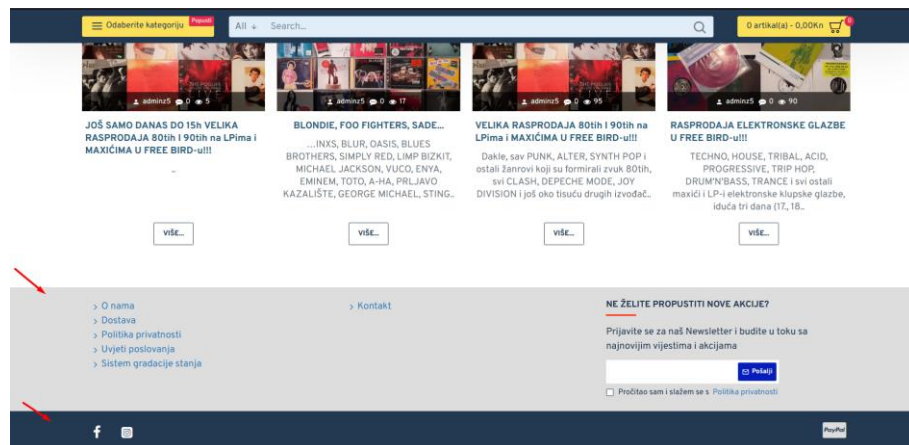 Odaberite kategoriju
Popusti
All
Search...
0 artikal(a) - 0,00Kn
0
adminz5 0 5
adminz5 0 17
adminz5 0 95
adminz5 0 90
JOŠ SAMO DANAS DO 15h VELIKA
RASPRODAJA 80tih I 90tih na LPima i
MAXIĆIMA U FREE BIRD-u!!!
..
VIŠE...
BLONDIE, FOO FIGHTERS, SADE...
...INXS, BLUR, OASIS, BLUES
BROTHERS, SIMPLY RED, LIMP BIZKIT,
MICHAEL JACKSON, VUCO, ENYA,
EMINEM, TOTO, A-HA, PRLJAVO
KAZALIŠTE, GEORGE MICHAEL, STING..
VIŠE...
VELIKA RASPRODAJA 80tih I 90tih na
LPima i MAXIĆIMA U FREE BIRD-u!!!
Dakle, sav PUNK, ALTER, SYNTH POP i
ostali žanrovi koji su formirali zvuk 80tih,
svi CLASH, DEPECHE MODE, JOY
DIVISION i još oko tisuću drugih izvođač..
VIŠE...
RASPRODAJA ELEKTRONSKE GLAZBE
U FREE BIRD-u!!!
TECHNO, HOUSE, TRIBAL, ACID,
PROGRESSIVE, TRIP HOP,
DRUM'N'BASS, TRANCE i svi ostali
maxići i LP-i elektronske klupske glazbe,
iduća tri dana (17., 18..
VIŠE...
O nama
Dostava
Politika privatnosti
Uvjeti poslovanja
Sistem gradacije stanja
Kontakt
NE ŽELITE PROPUSTITI NOVE AKCIJE?
Prijavite se za naš Newsletter i budite u toku sa
najnovijim vijestima i akcijama
Pošalji
Pročitao sam i slažem se s Politika privatnosti
PayPal